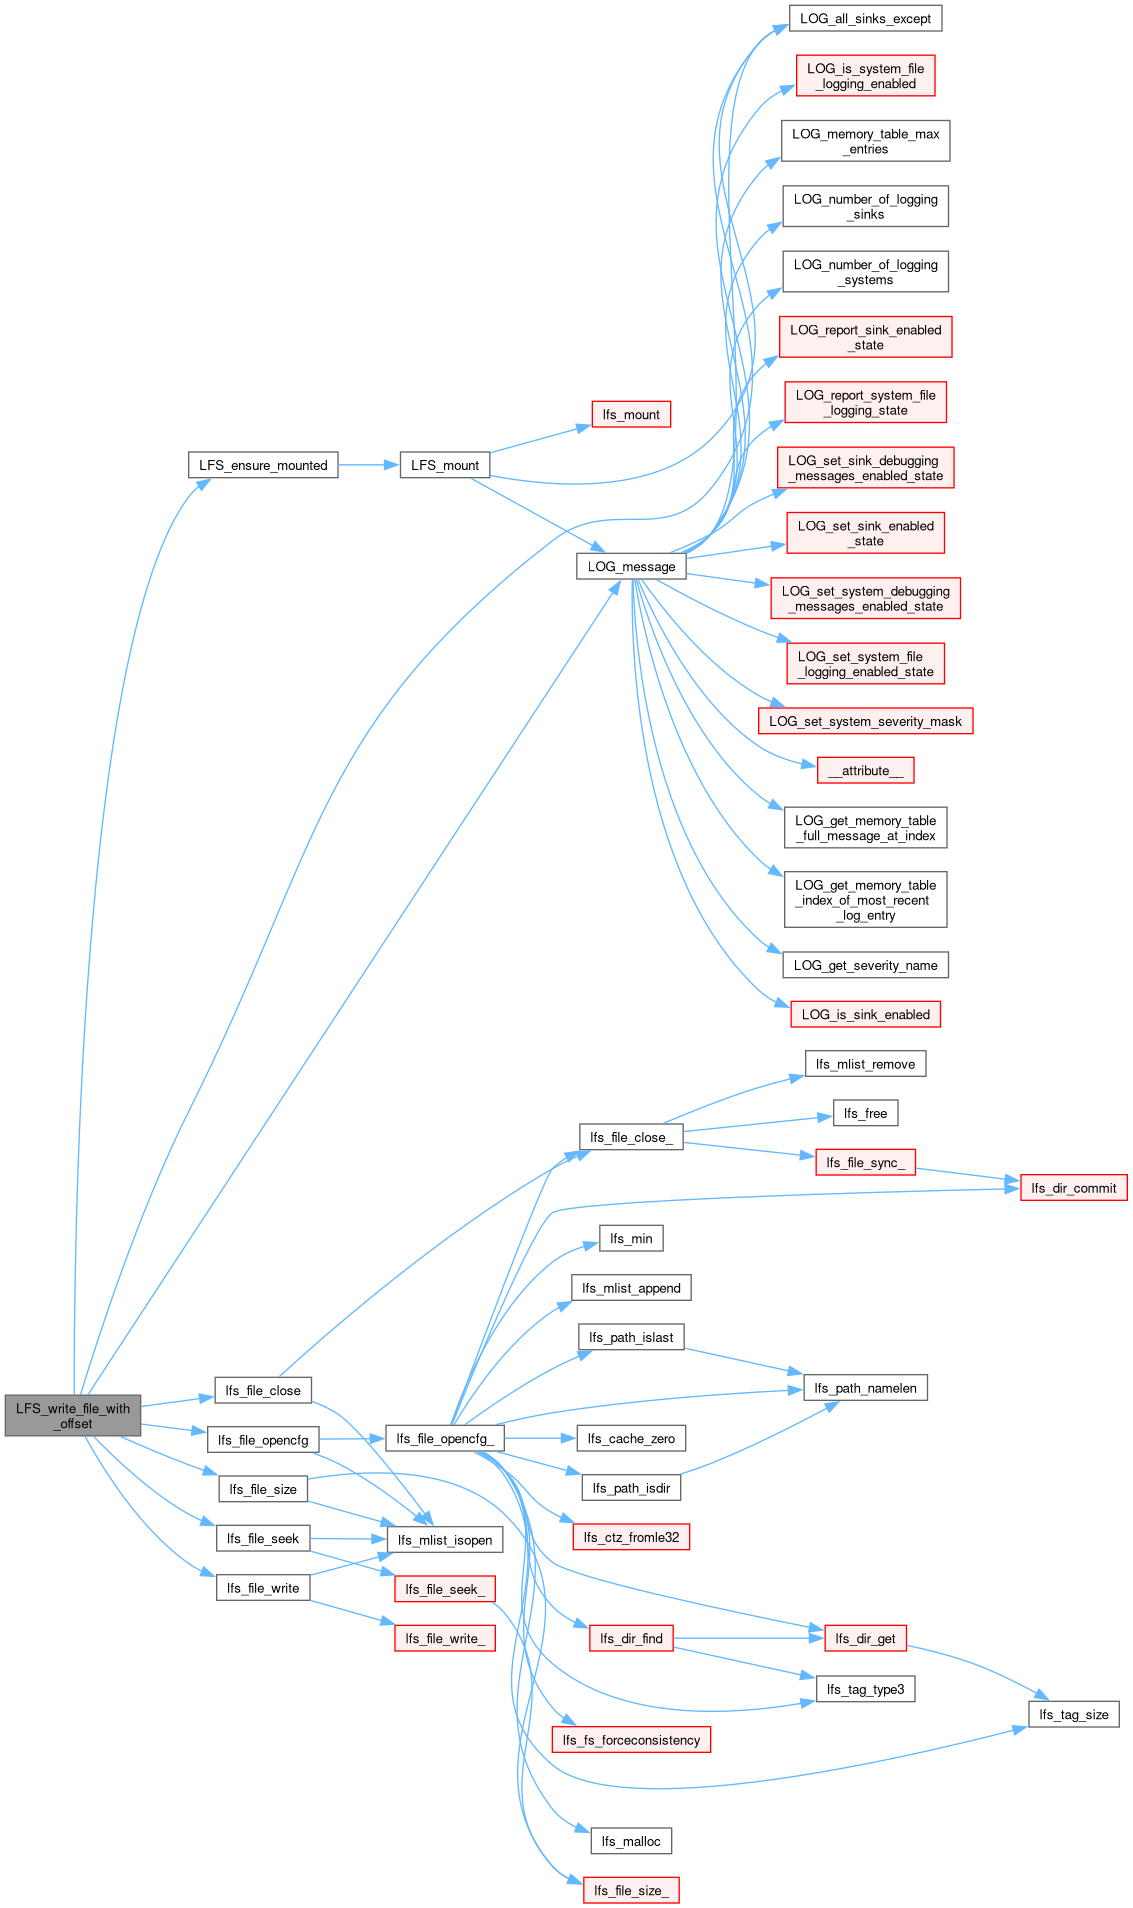 LOG_all_sinks_except
LOG_is_system_file
_logging_enabled
LOG_memory_table_max
_entries
LOG_number_of_logging
_sinks
LOG_number_of_logging
_systems
LOG_report_sink_enabled
_state
LOG_report_system_file
_logging_state
lfs_mount
LFS_ensure_mounted
LFS_mount
LOG_set_sink_debugging
_messages_enabled_state
LOG_set_sink_enabled
_state
LOG_message
LOG_set_system_debugging
_messages_enabled_state
LOG_set_system_file
_logging_enabled_state
LOG_set_system_severity_mask
__attribute__
LOG_get_memory_table
_full_message_at_index
LOG_get_memory_table
_index_of_most_recent
_log_entry
LOG_get_severity_name
LOG_is_sink_enabled
lfs_mlist_remove
lfs_free
lfs_file_close_
lfs_file_sync_
lfs_dir_commit
lfs_min
lfs_mlist_append
lfs_path_islast
lfs_file_close
lfs_path_namelen
LFS_write_file_with
_offset
lfs_file_opencfg
lfs_file_opencfg_
lfs_cache_zero
lfs_file_size
lfs_path_isdir
lfs_file_seek
lfs_mlist_isopen
lfs_ctz_fromle32
lfs_file_write
lfs_file_seek_
lfs_file_write_
lfs_dir_find
lfs_dir_get
lfs_tag_type3
lfs_tag_size
lfs_fs_forceconsistency
lfs_malloc
lfs_file_size_